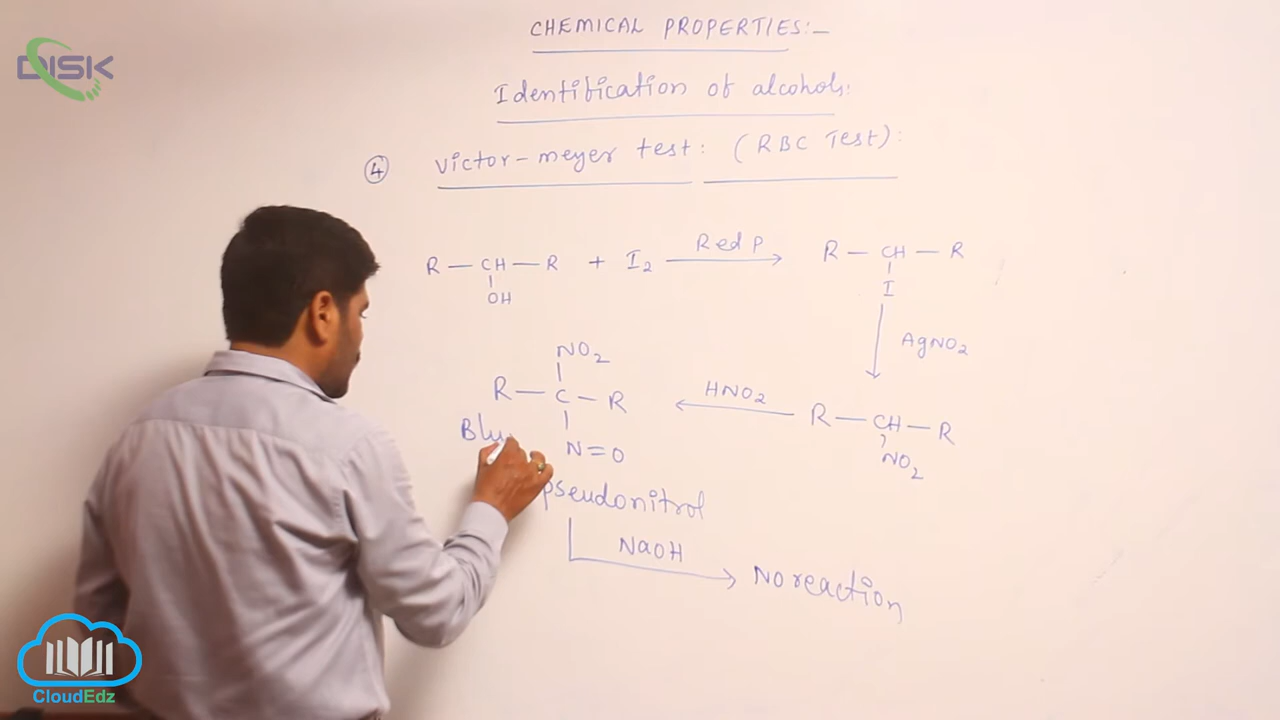 CHEMICAL PROPERTIES:-
DISK
Identification of alcohols:
④ Victor-meyer test: (RBC Test):
R — CH — R + I2 Red P R — CH — R
OH I
AgNO2
NO2
R — C — R HNO2 R — CH — R
Blu
N=O NO2
pseudonitrol
NaOH No reaction
CloudEdz